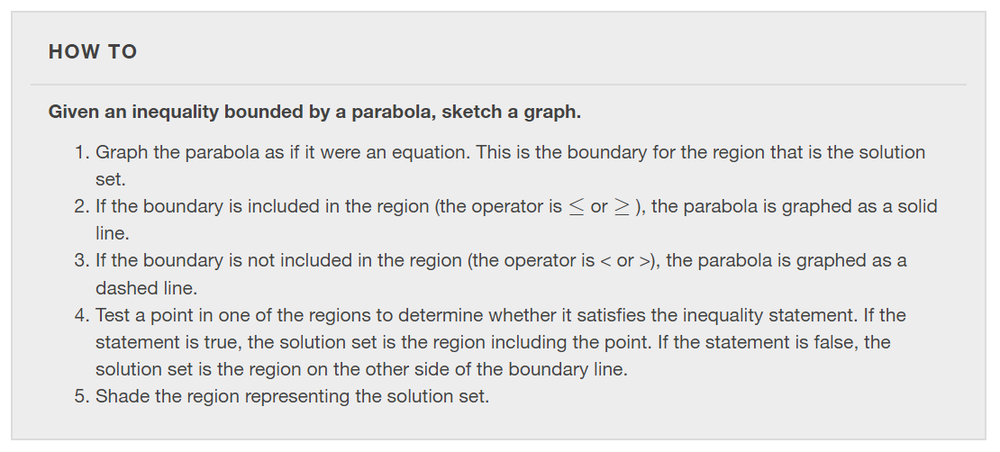 HOW TO
Given an inequality bounded by a parabola, sketch a graph.
1. Graph the parabola as if it were an equation. This is the boundary for the region that is the solution
set.
2. If the boundary is included in the region (the operator is ≤ or ≥ ), the parabola is graphed as a solid
line.
3. If the boundary is not included in the region (the operator is < or >), the parabola is graphed as a
dashed line.
4. Test a point in one of the regions to determine whether it satisfies the inequality statement. If the
statement is true, the solution set is the region including the point. If the statement is false, the
solution set is the region on the other side of the boundary line.
5. Shade the region representing the solution set.